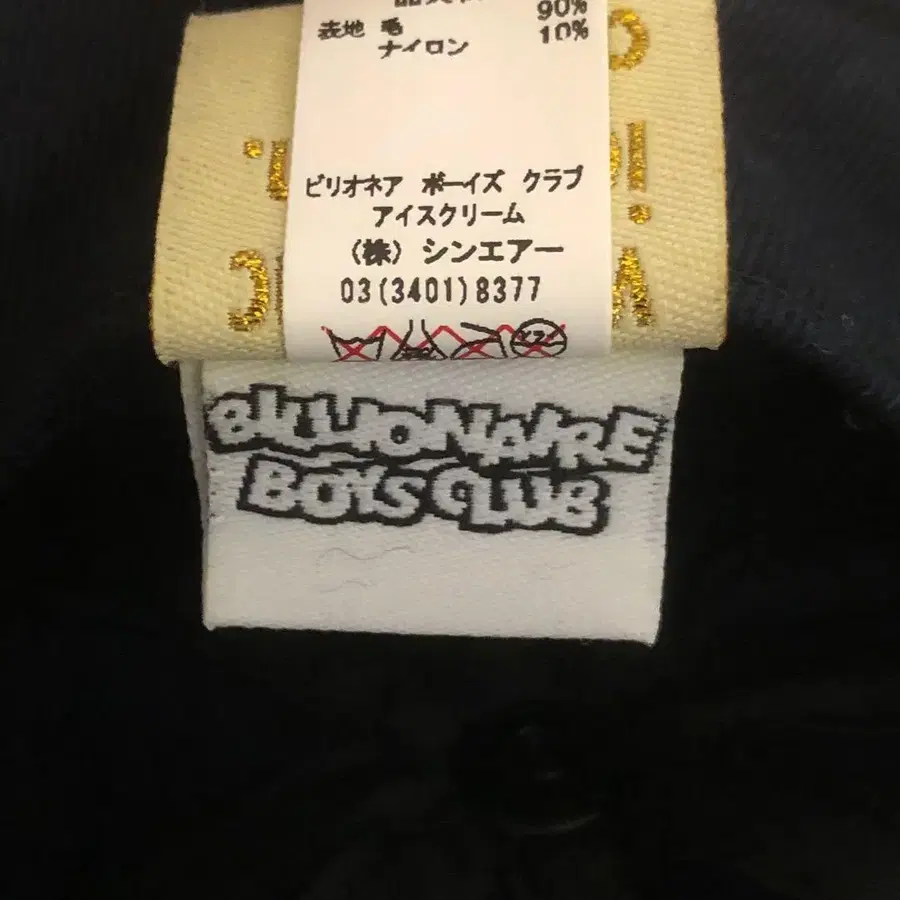 90%
表地 毛 10%
ナイロン
ビリオネア ボーイズ クラブ
アイスクリーム
(株) シンエアー
03(3401)8377
BILLIONAIRE
BOYS CLUB